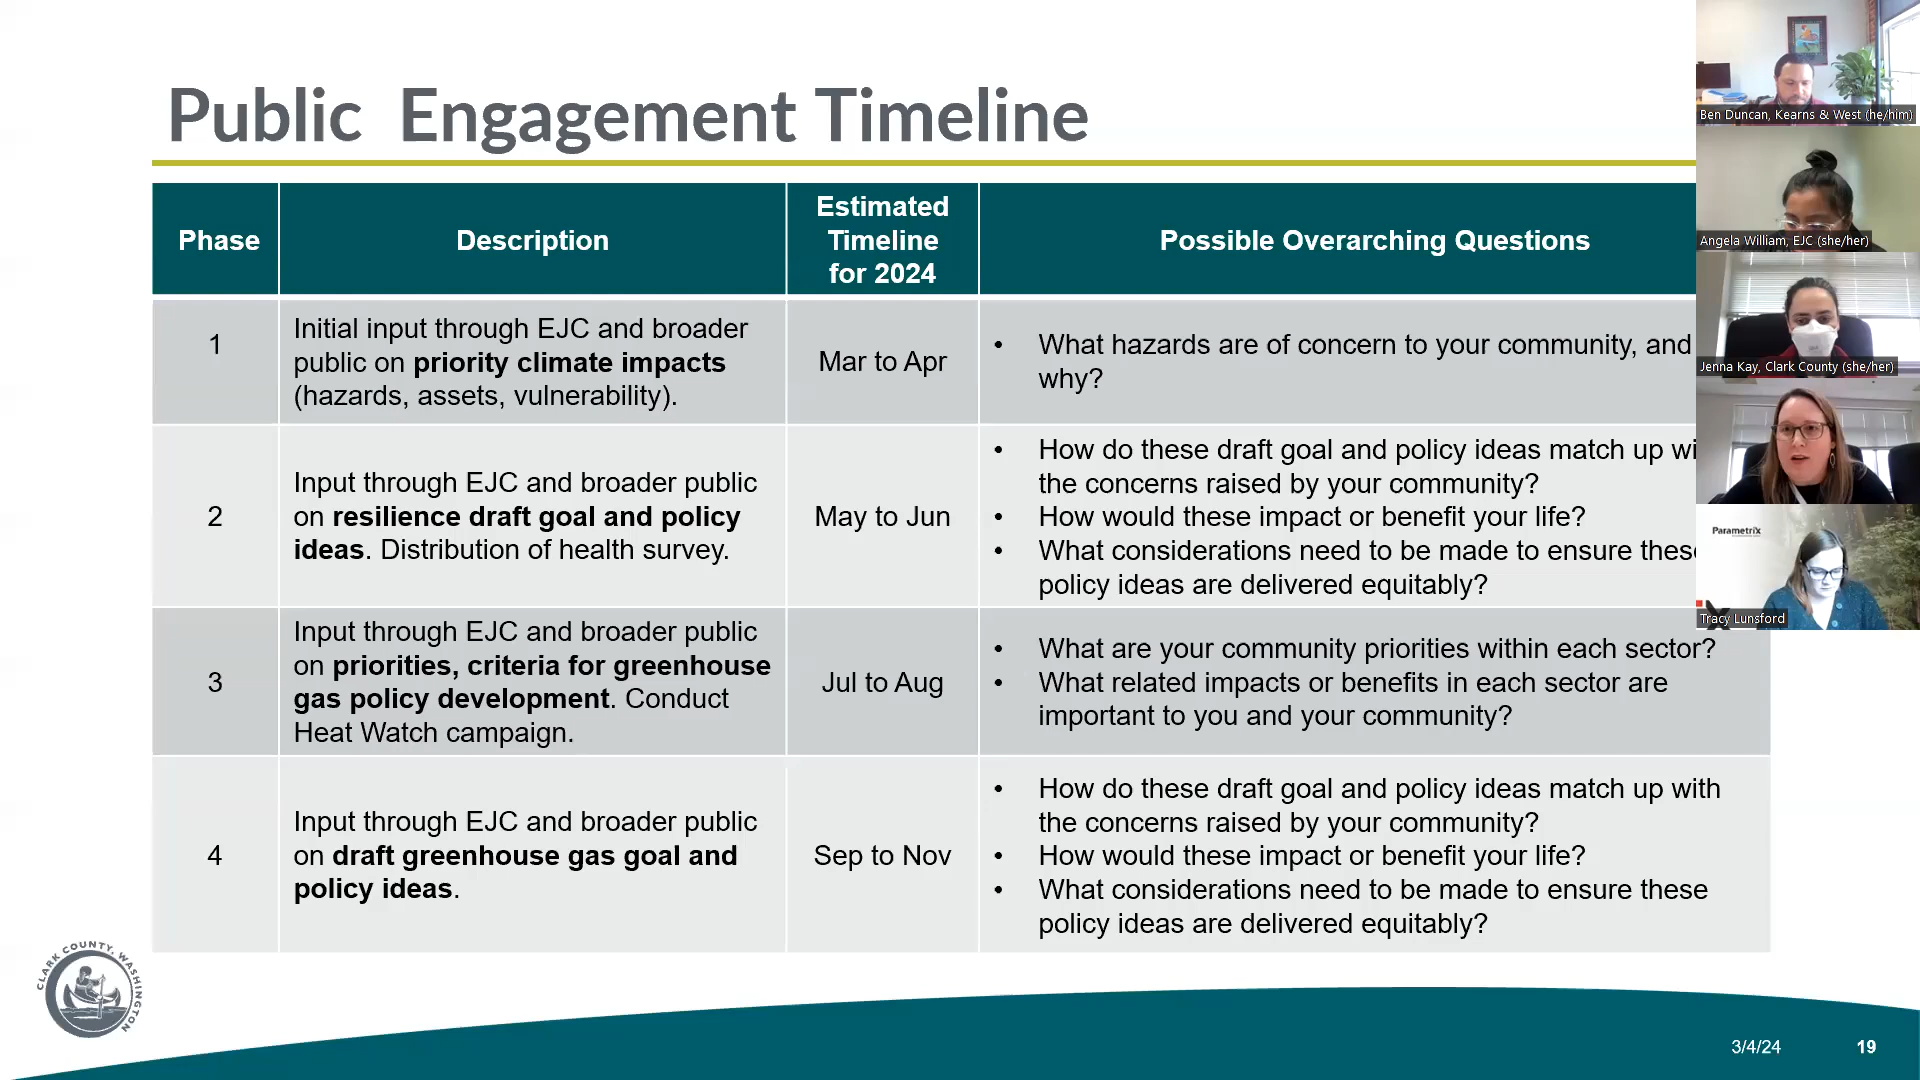 Public Engagement Timeline
Phase
Description
Estimated
Timeline
for 2024
Possible Overarching Questions
1
Initial input through EJC and broader
public on priority climate impacts
(hazards, assets, vulnerability).
Mar to Apr
• What hazards are of concern to your community, and
why?
2
Input through EJC and broader public
on resilience draft goal and policy
ideas. Distribution of health survey.
May to Jun
• How do these draft goal and policy ideas match up wi
the concerns raised by your community?
• How would these impact or benefit your life?
• What considerations need to be made to ensure these
policy ideas are delivered equitably?
3
Input through EJC and broader public
on priorities, criteria for greenhouse
gas policy development. Conduct
Heat Watch campaign.
Jul to Aug
• What are your community priorities within each sector?
• What related impacts or benefits in each sector are
important to you and your community?
4
Input through EJC and broader public
on draft greenhouse gas goal and
policy ideas.
Sep to Nov
• How do these draft goal and policy ideas match up with
the concerns raised by your community?
• How would these impact or benefit your life?
• What considerations need to be made to ensure these
policy ideas are delivered equitably?
CLARK COUNTY, WASHINGTON
3/4/24
19
Ben Duncan, Kearns & West (he/him)
Angela William, EJC (she/her)
Jenna Kay, Clark County (she/her)
Parametrix
Tracy Lunsford